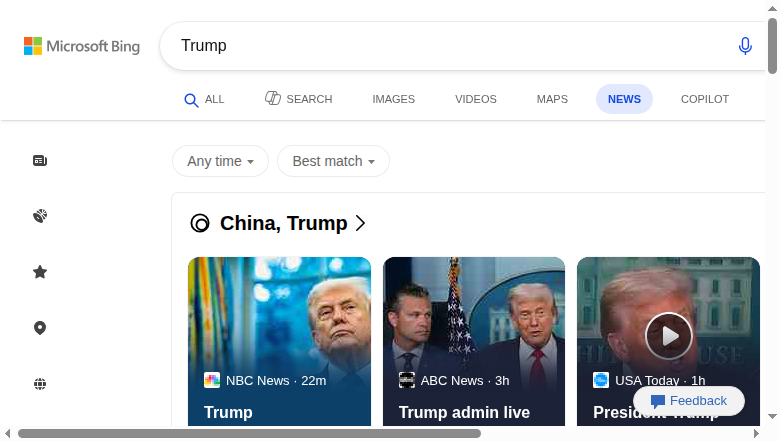 Microsoft Bing
Trump
ALL
SEARCH
IMAGES
VIDEOS
MAPS
NEWS
COPILOT
Any time
Best match
China, Trump
NBC News · 22m
Trump
ABC News · 3h
Trump admin live
USA Today · 1h
President Trump
Feedback